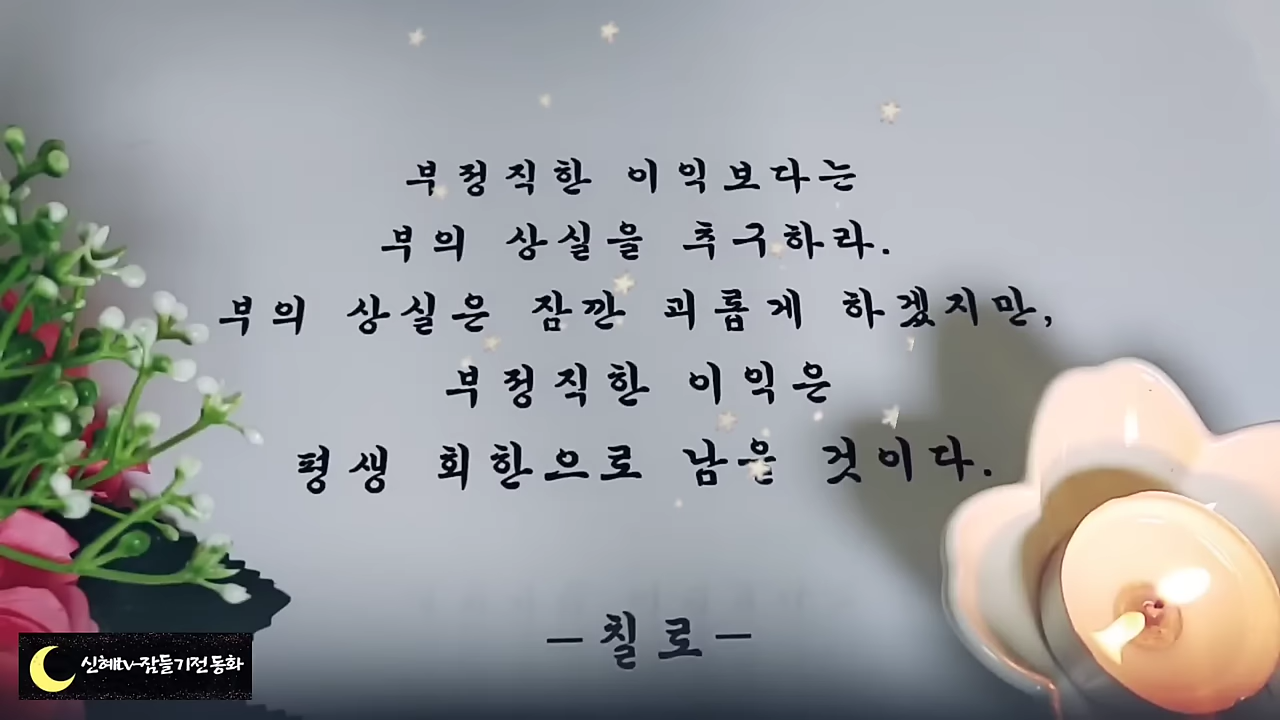 부정직한 이익보다는
부의 상실을 추구하라.
부의 상실은 잠깐 괴롭게 하겠지만,
부정직한 이익은
평생 회한으로 남은 것이다.
-칠로-
신혜tv-잠들기전 동화